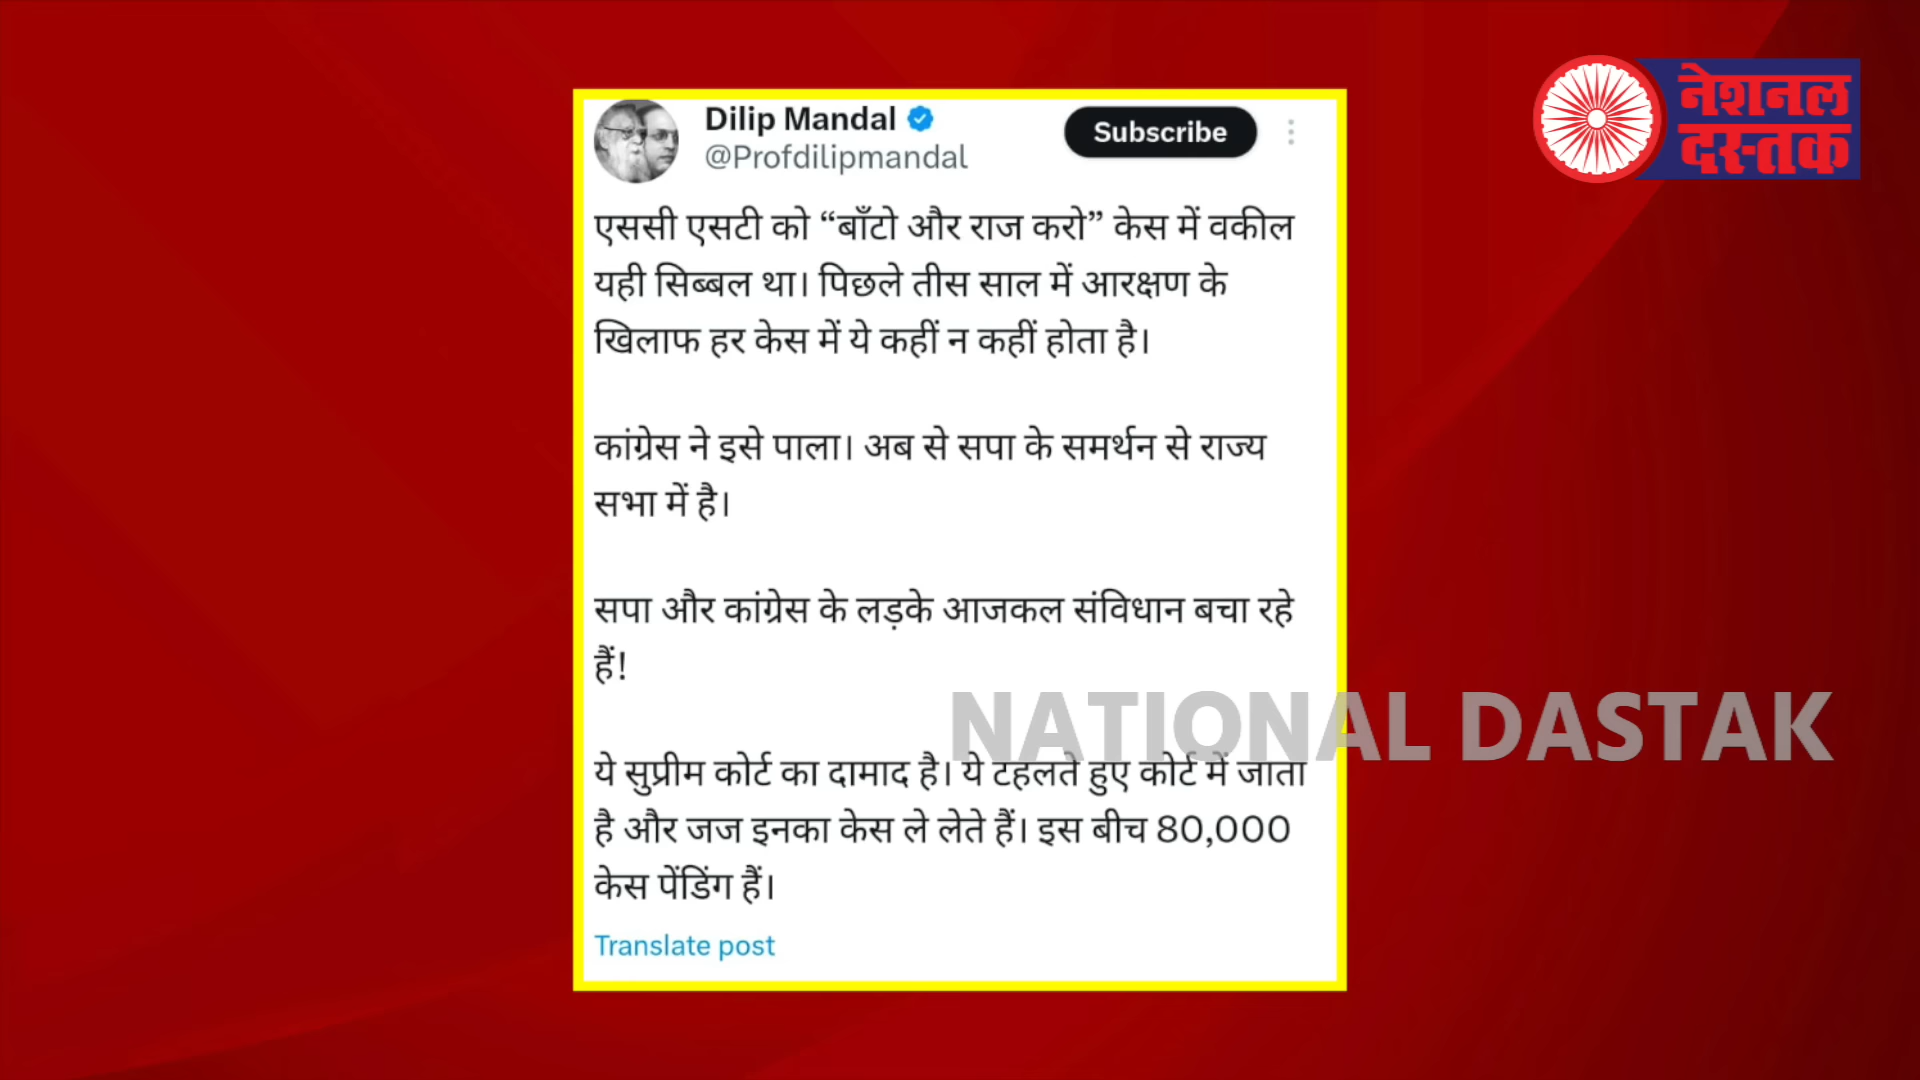 Dilip Mandal
@Profdilipmandal
Subscribe
नेशनल
दस्तक
एससी एसटी को “बाँटो और राज करो” केस में वकील
यही सिब्बल था। पिछले तीस साल में आरक्षण के
खिलाफ हर केस में ये कहीं न कहीं होता है।
कांग्रेस ने इसे पाला। अब से सपा के समर्थन से राज्य
सभा में है।
सपा और कांग्रेस के लड़के आजकल संविधान बचा रहे
हैं!
NATIONAL DASTAK
ये सुप्रीम कोर्ट का दामाद है। ये टहलते हुए कोर्ट में जाता
है और जज इनका केस ले लेते हैं। इस बीच 80,000
केस पेंडिंग हैं।
Translate post